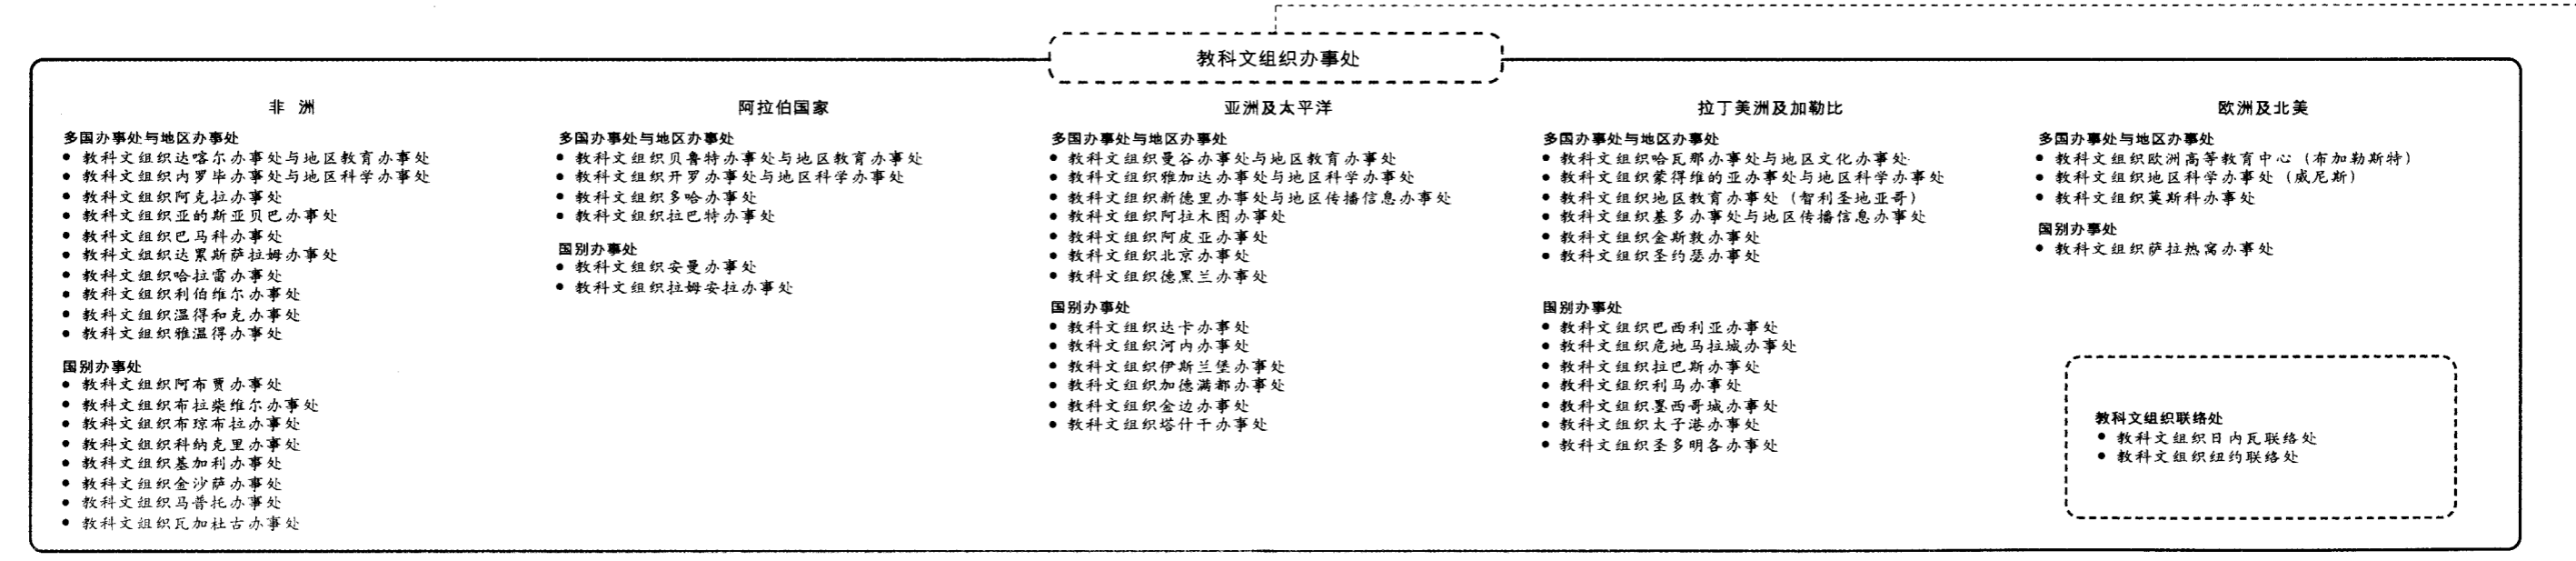 教科文组织办事处
非 洲
多国办事处与地区办事处
• 教科文组织达喀尔办事处与地区教育办事处
• 教科文组织内罗毕办事处与地区科学办事处
• 教科文组织阿克拉办事处
• 教科文组织亚的斯亚贝巴办事处
• 教科文组织巴马科办事处
• 教科文组织达累斯萨拉姆办事处
• 教科文组织哈拉雷办事处
• 教科文组织利伯维尔办事处
• 教科文组织温得和克办事处
• 教科文组织雅温得办事处
国别办事处
• 教科文组织阿布贾办事处
• 教科文组织布拉柴维尔办事处
• 教科文组织布琼布拉办事处
• 教科文组织科纳克里办事处
• 教科文组织基加利办事处
• 教科文组织金沙萨办事处
• 教科文组织马普托办事处
• 教科文组织瓦加杜古办事处
阿拉伯国家
多国办事处与地区办事处
• 教科文组织贝鲁特办事处与地区教育办事处
• 教科文组织开罗办事处与地区科学办事处
• 教科文组织多哈办事处
• 教科文组织拉巴特办事处
国别办事处
• 教科文组织安曼办事处
• 教科文组织拉姆安拉办事处
亚洲及太平洋
多国办事处与地区办事处
• 教科文组织曼谷办事处与地区教育办事处
• 教科文组织雅加达办事处与地区科学办事处
• 教科文组织新德里办事处与地区传播信息办事处
• 教科文组织阿拉木图办事处
• 教科文组织阿皮亚办事处
• 教科文组织北京办事处
• 教科文组织德黑兰办事处
国别办事处
• 教科文组织达卡办事处
• 教科文组织河内办事处
• 教科文组织伊斯兰堡办事处
• 教科文组织加德满都办事处
• 教科文组织金边办事处
• 教科文组织塔什干办事处
拉丁美洲及加勒比
多国办事处与地区办事处
• 教科文组织哈瓦那办事处与地区文化办事处
• 教科文组织蒙得维的亚办事处与地区科学办事处
• 教科文组织地区教育办事处（智利圣地亚哥）
• 教科文组织基多办事处与地区传播信息办事处
• 教科文组织金斯敦办事处
• 教科文组织圣约瑟办事处
国别办事处
• 教科文组织巴西利亚办事处
• 教科文组织危地马拉城办事处
• 教科文组织拉巴斯办事处
• 教科文组织利马办事处
• 教科文组织墨西哥城办事处
• 教科文组织太子港办事处
• 教科文组织圣多明各办事处
欧洲及北美
多国办事处与地区办事处
• 教科文组织欧洲高等教育中心（布加勒斯特）
• 教科文组织地区科学办事处（威尼斯）
• 教科文组织莫斯科办事处
国别办事处
• 教科文组织萨拉热窝办事处
教科文组织联络处
• 教科文组织日内瓦联络处
• 教科文组织纽约联络处